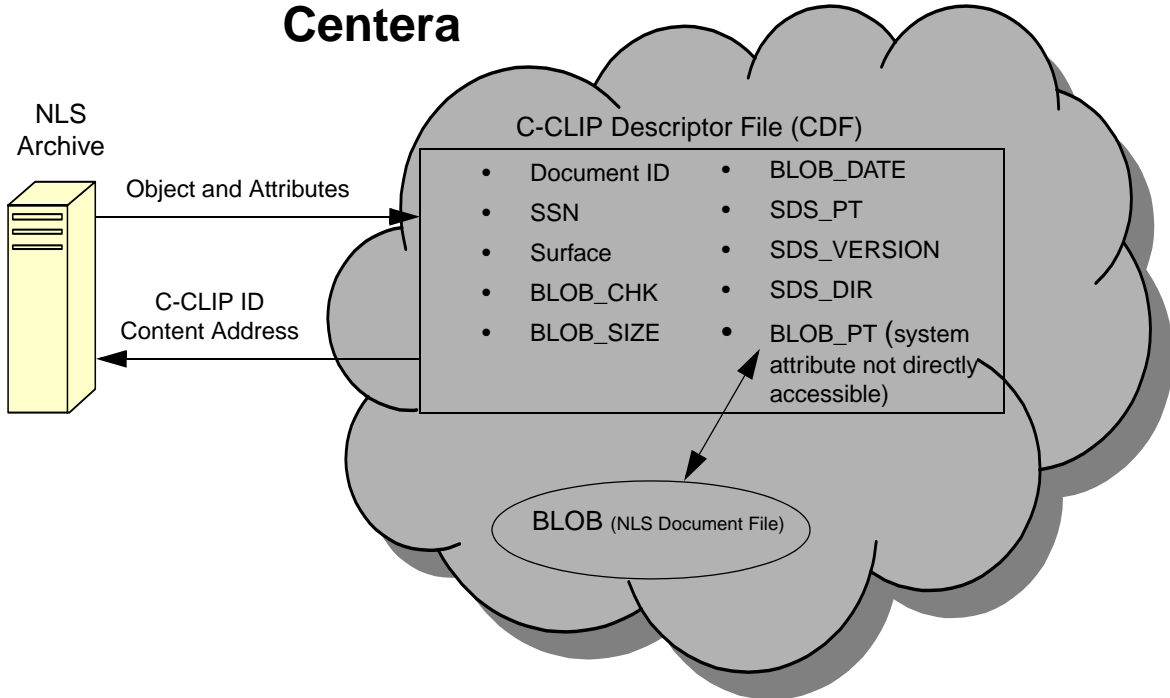 Centera
NLS
Archive
Object and Attributes
C-CLIP ID
Content Address
C-CLIP Descriptor File (CDF)
• Document ID
• SSN
• Surface
• BLOB_CHK
• BLOB_SIZE
• BLOB_DATE
• SDS_PT
• SDS_VERSION
• SDS_DIR
• BLOB_PT (system
attribute not directly
accessible)
BLOB (NLS Document File)